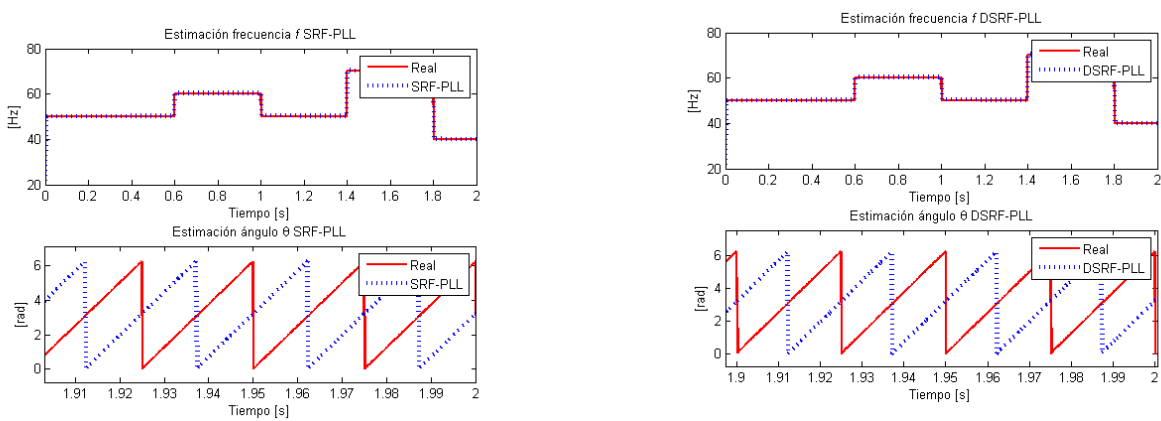 Estimación frecuencia f SRF-PLL
80
60
40
20
[Hz]
Real
SRF-PLL
0 0.2 0.4 0.6 0.8 1 1.2 1.4 1.6 1.8 2
Tiempo [s]
Estimación ángulo θ SRF-PLL
6
4
2
0
[rad]
Real
SRF-PLL
1.91 1.92 1.93 1.94 1.95 1.96 1.97 1.98 1.99 2
Tiempo [s]
Estimación frecuencia f DSRF-PLL
80
60
40
20
[Hz]
Real
DSRF-PLL
0 0.2 0.4 0.6 0.8 1 1.2 1.4 1.6 1.8 2
Tiempo [s]
Estimación ángulo θ DSRF-PLL
6
4
2
0
[rad]
Real
DSRF-PLL
1.9 1.91 1.92 1.93 1.94 1.95 1.96 1.97 1.98 1.99 2
Tiempo [s]